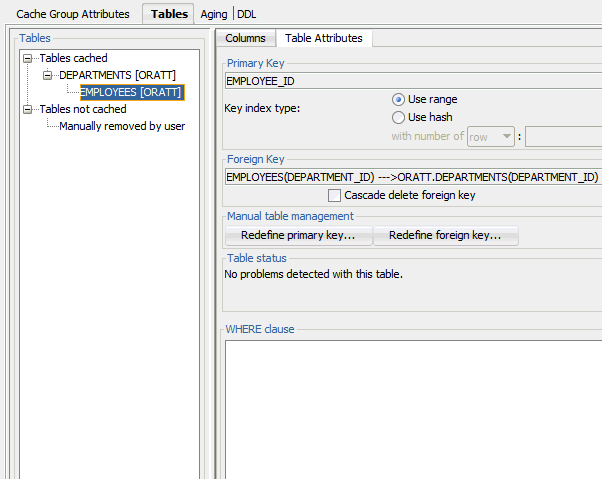 Cache Group Attributes Tables Aging DDL
Tables
Tables cached
DEPARTMENTS [ORATT]
EMPLOYEES [ORATT]
Tables not cached
Manually removed by user
Columns Table Attributes
Primary Key
EMPLOYEE_ID
Key index type: Use range
Use hash
with number of row :
Foreign Key
EMPLOYEES(DEPARTMENT_ID) --->ORATT.DEPARTMENTS(DEPARTMENT_ID)
Cascade delete foreign key
Manual table management
Redefine primary key... Redefine foreign key...
Table status
No problems detected with this table.
WHERE clause